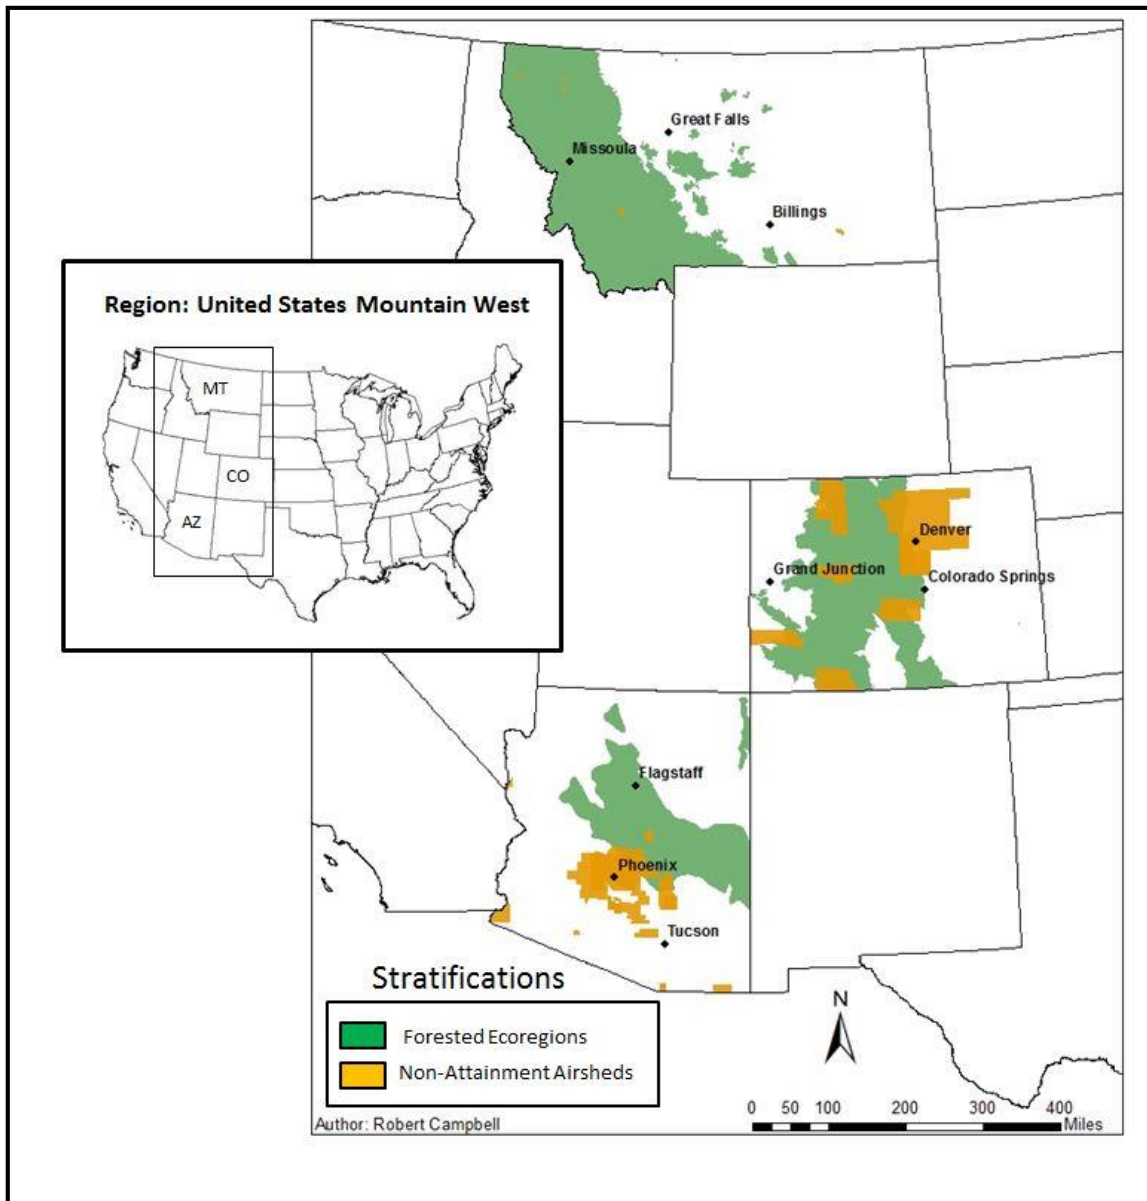 Great Falls
Missoula
Billings
Region: United States Mountain West
MT
CO
AZ
Denver
Grand Junction
Colorado Springs
Flagstaff
Phoenix
Tucson
Stratifications
Forested Ecoregions
Non-Attainment Airsheds
N
0 50 100 200 300 400
Miles
Author: Robert Campbell